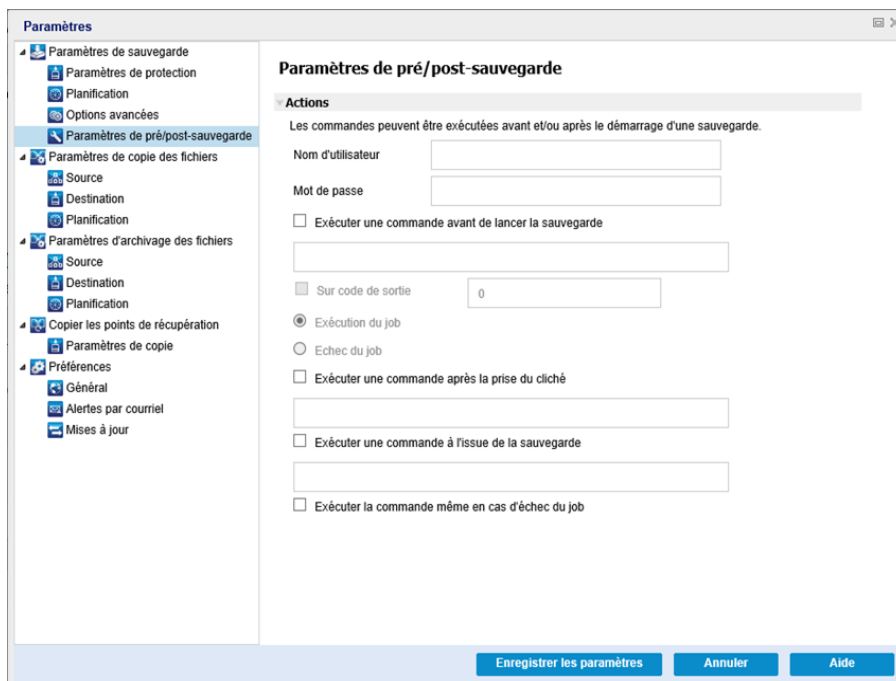 Paramètres
Paramètres de sauvegarde
Paramètres de protection
Planification
Options avancées
Paramètres de pré/post-sauvegarde
Paramètres de copie des fichiers
Source
Destination
Planification
Paramètres d'archivage des fichiers
Source
Destination
Planification
Copier les points de récupération
Paramètres de copie
Préférences
Général
Alertes par courriel
Mises à jour
Paramètres de pré/post-sauvegarde
Actions
Les commandes peuvent être exécutées avant et/ou après le démarrage d'une sauvegarde.
Nom d'utilisateur
Mot de passe
Exécuter une commande avant de lancer la sauvegarde
Sur code de sortie 0
Exécution du job
Echec du job
Exécuter une commande après la prise du cliché
Exécuter une commande à l'issue de la sauvegarde
Exécuter la commande même en cas d'échec du job
Enregistrer les paramètres Annuler Aide